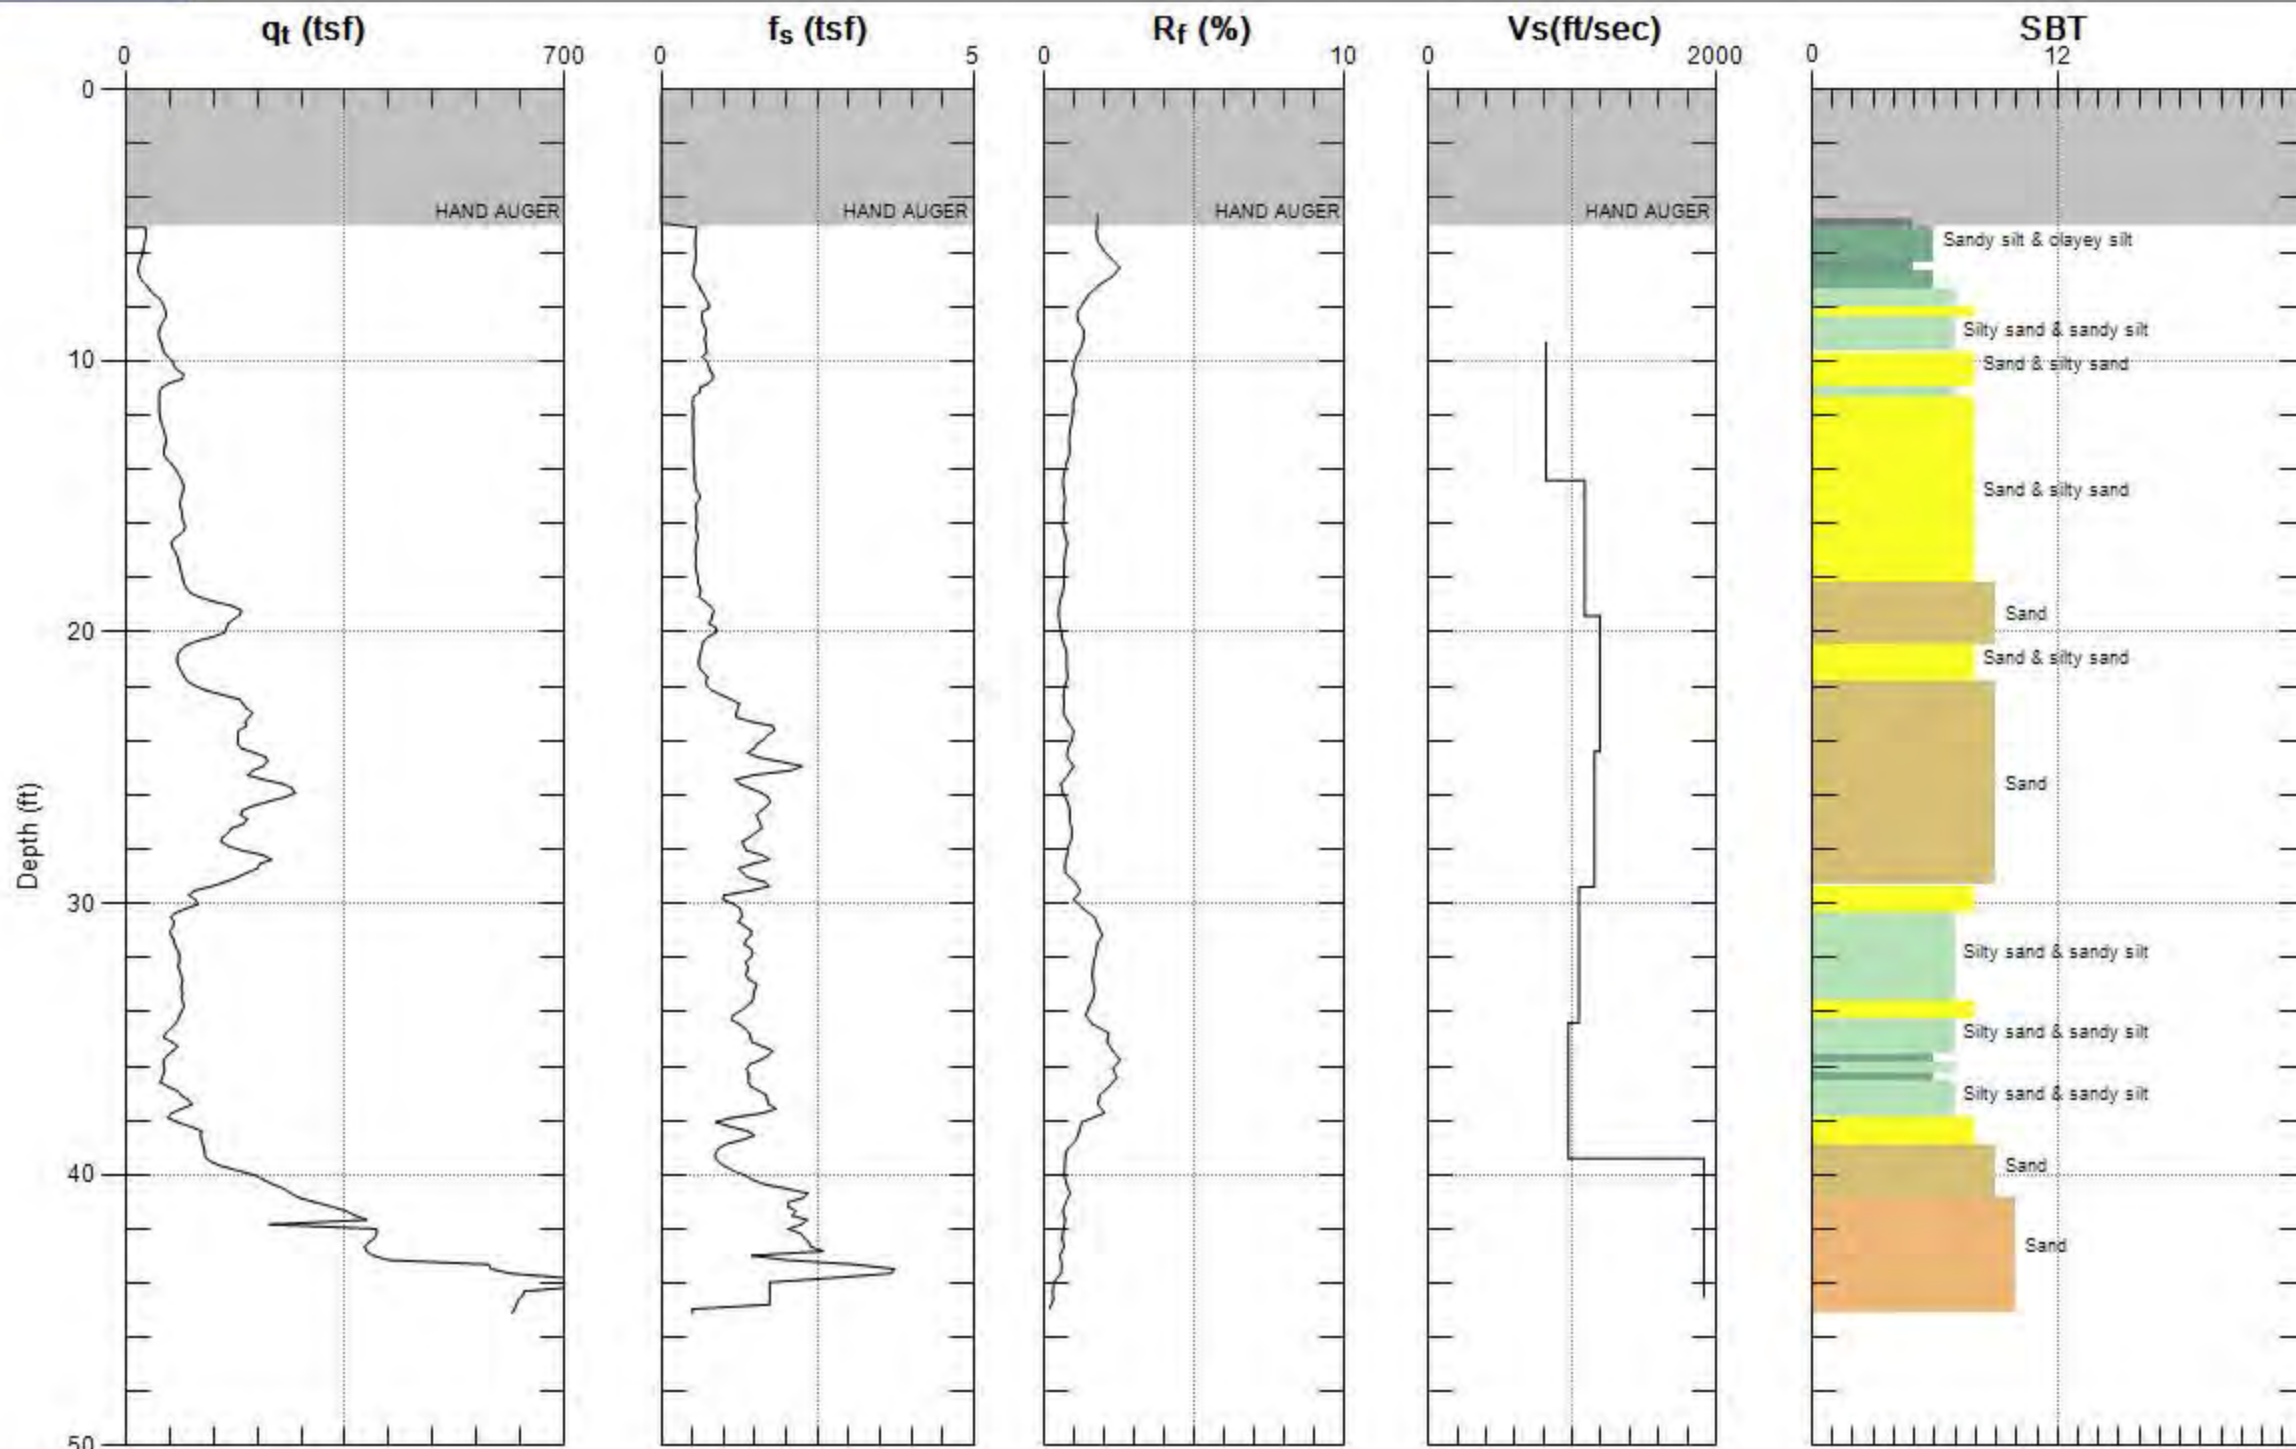 qt (tsf) fs (tsf) Rf (%) Vs(ft/sec) SBT
0 700 0 5 0 10 0 2000 0 12
0
HAND AUGER HAND AUGER HAND AUGER HAND AUGER
Sandy silt & clayey silt
Silty sand & sandy silt
10
Sand & silty sand
Sand & silty sand
Sand
20
Sand & silty sand
Sand
Depth (ft)
30
Silty sand & sandy silt
Silty sand & sandy silt
Silty sand & sandy silt
Sand
40
Sand
50